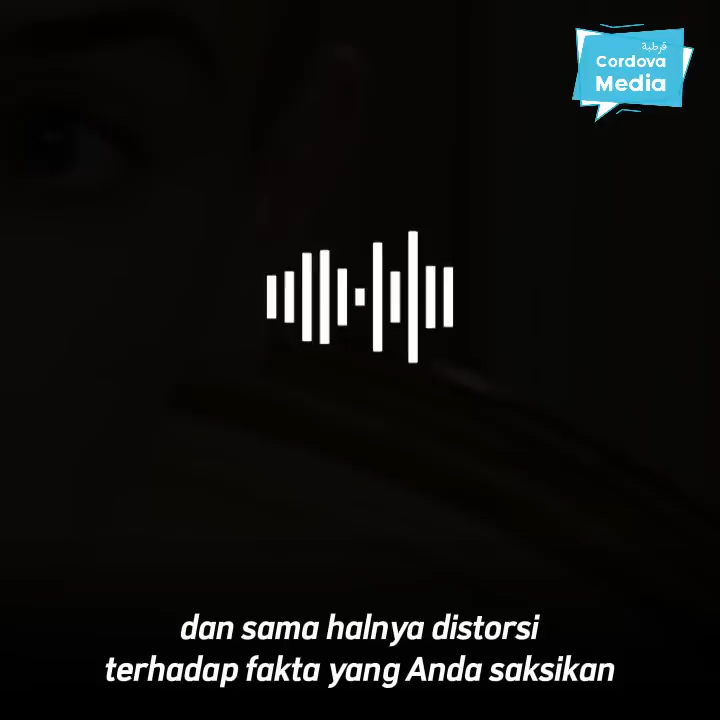 قرطبة
Cordova
Media
dan sama halnya distorsi
terhadap fakta yang Anda saksikan